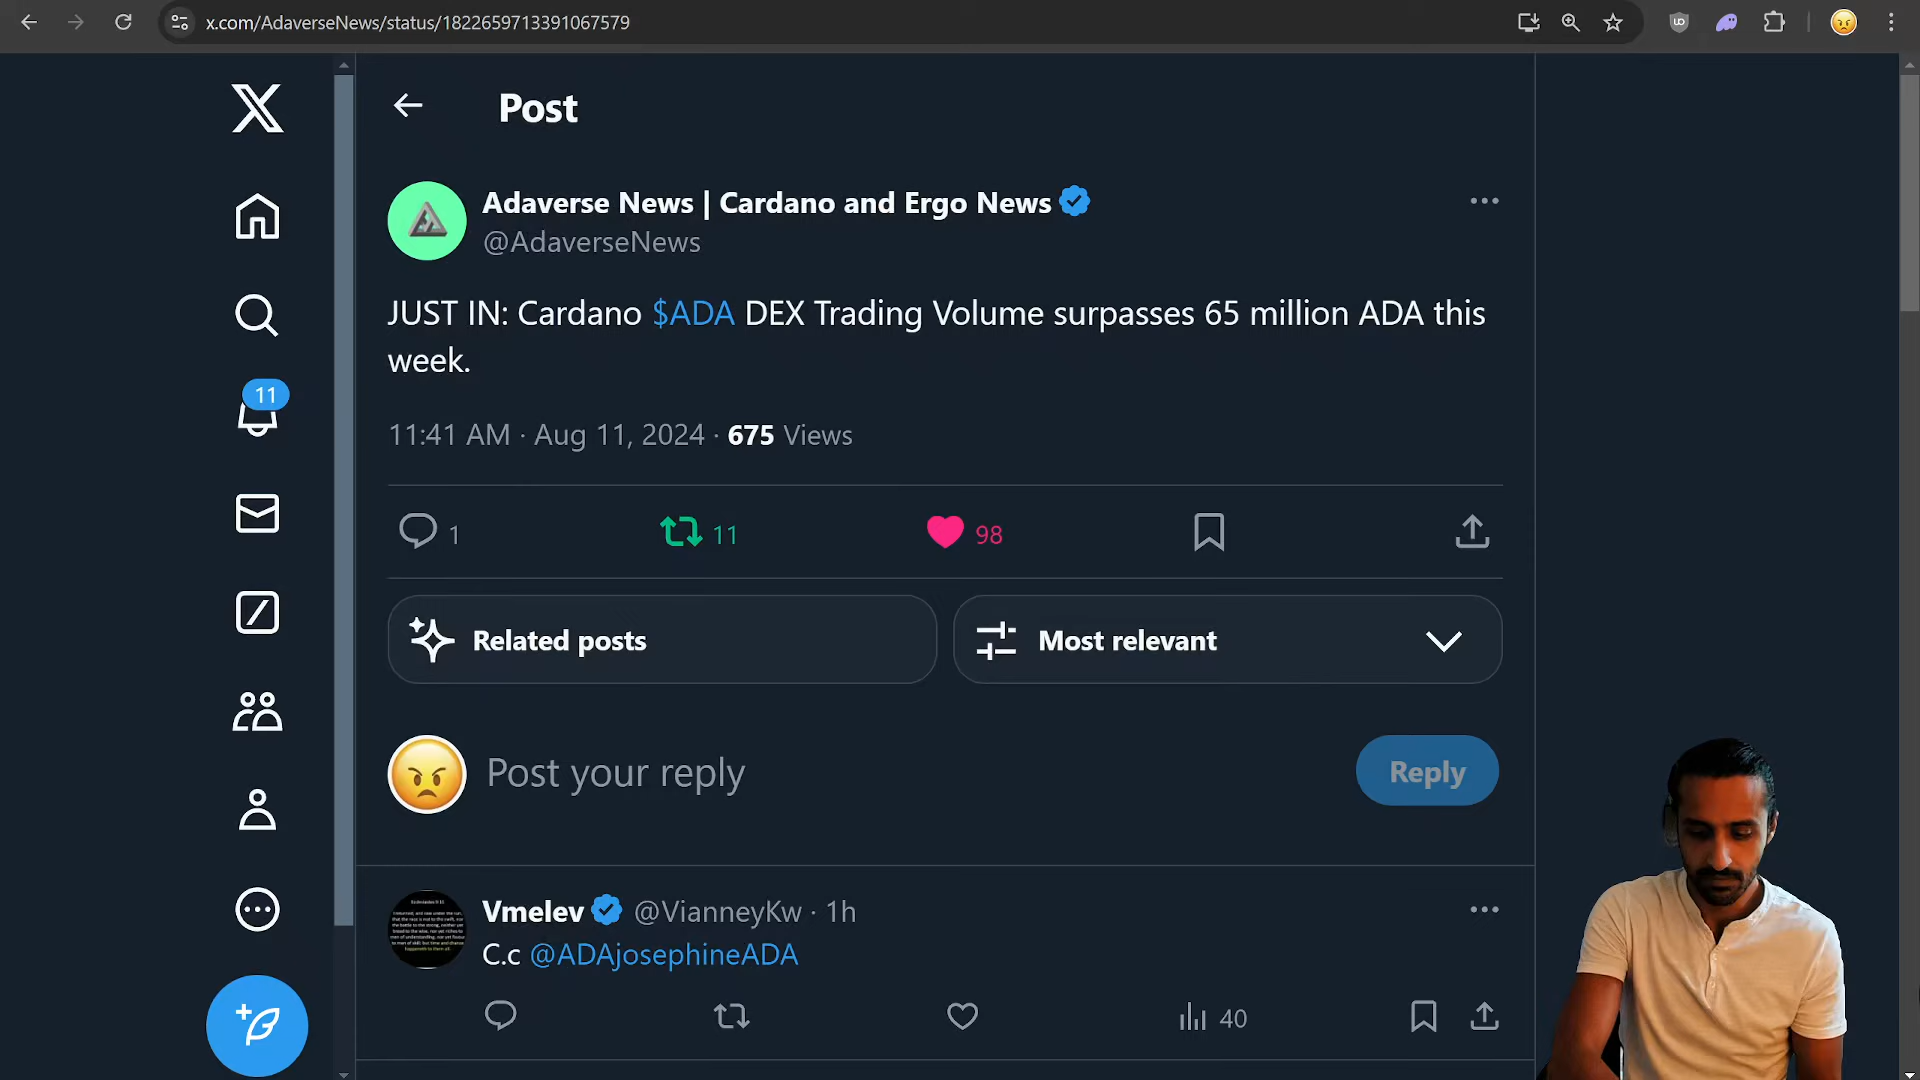 x.com/AdaverseNews/status/1822659713391067579
Post
Adaverse News | Cardano and Ergo News
@AdaverseNews
JUST IN: Cardano $ADA DEX Trading Volume surpasses 65 million ADA this
week.
11:41 AM · Aug 11, 2024 · 675 Views
11
1
11
98
Related posts
Most relevant
Post your reply
Reply
Vmelev @VianneyKw · 1h
C.c @ADAjosephineADA
40